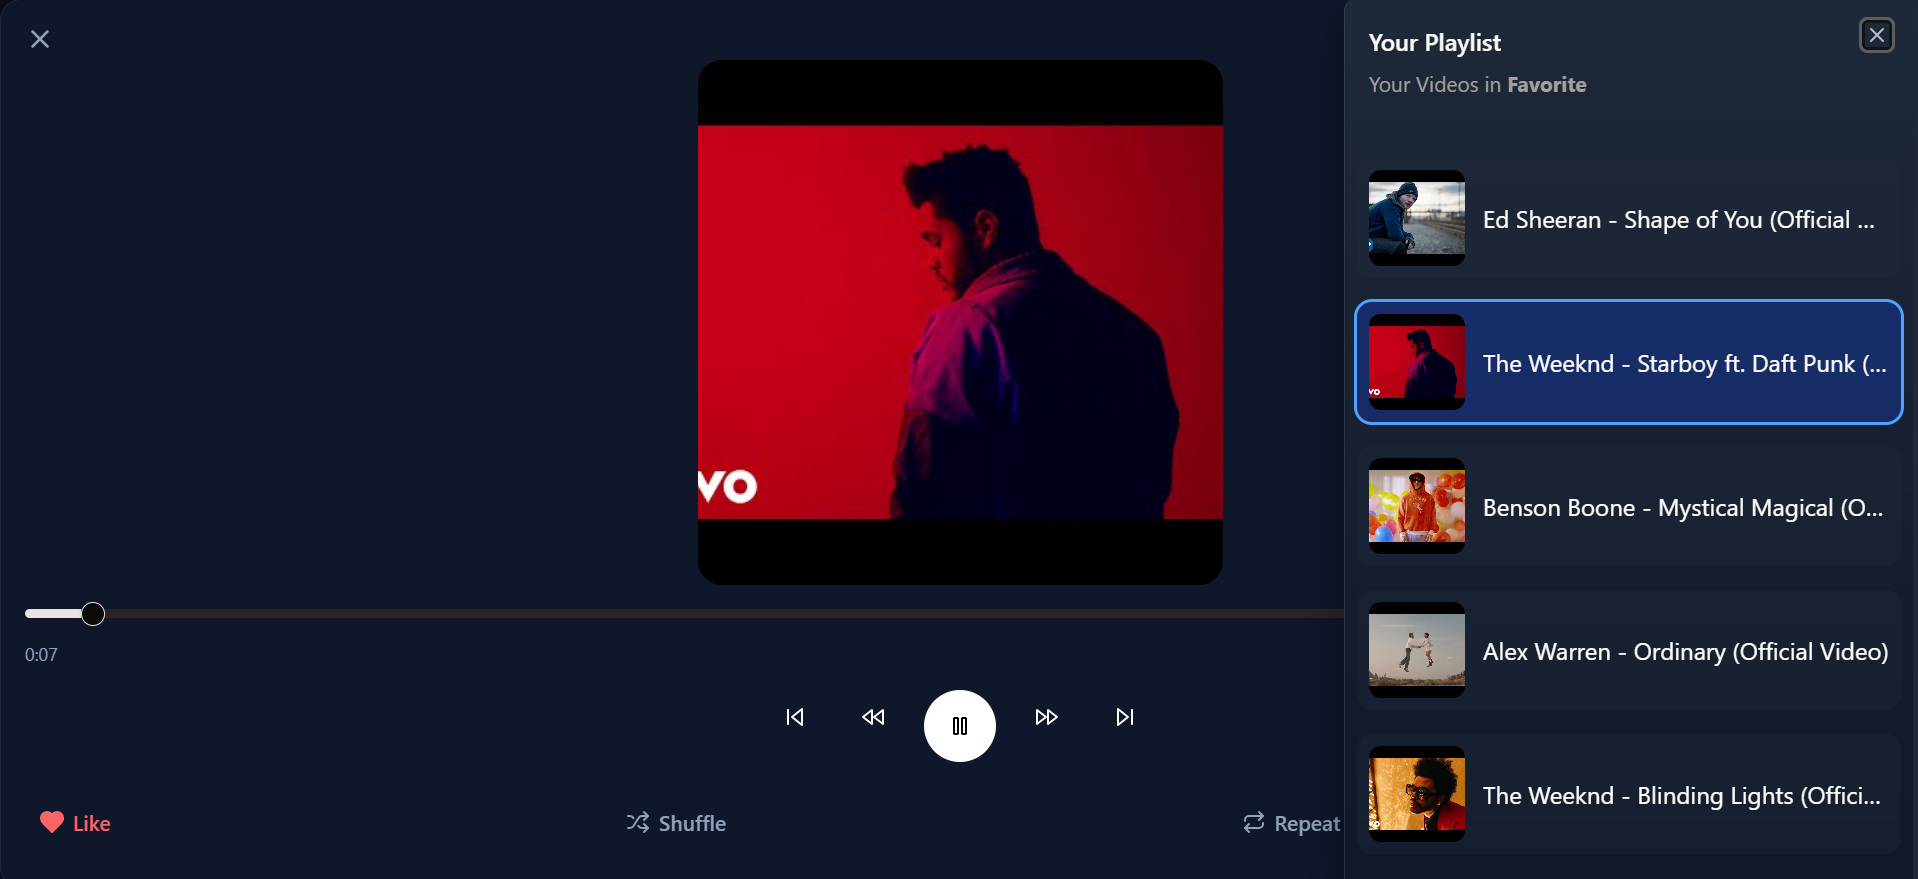 vo
0:07
Like
Shuffle
Repeat
Your Playlist
Your Videos in Favorite
Ed Sheeran - Shape of You (Official ...
The Weeknd - Starboy ft. Daft Punk (...
vo
Benson Boone - Mystical Magical (O...
Alex Warren - Ordinary (Official Video)
The Weeknd - Blinding Lights (Offici...
vo